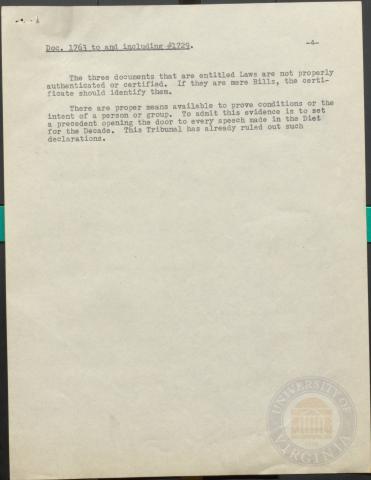 Doc. 1763 to and including #1729. -4-
The three documents that are entitled Laws are not properly
authenticated or certified. If they are mere Bills, the certi-
ficate should identify them.
There are proper means available to prove conditions or the
intent of a person or group. To admit this evidence is to set
a precedent opening the door to every speech made in the Diet
for the Decade. This Tribunal has already ruled out such
declarations.
UNIVERSITY OF
VIRGINIA